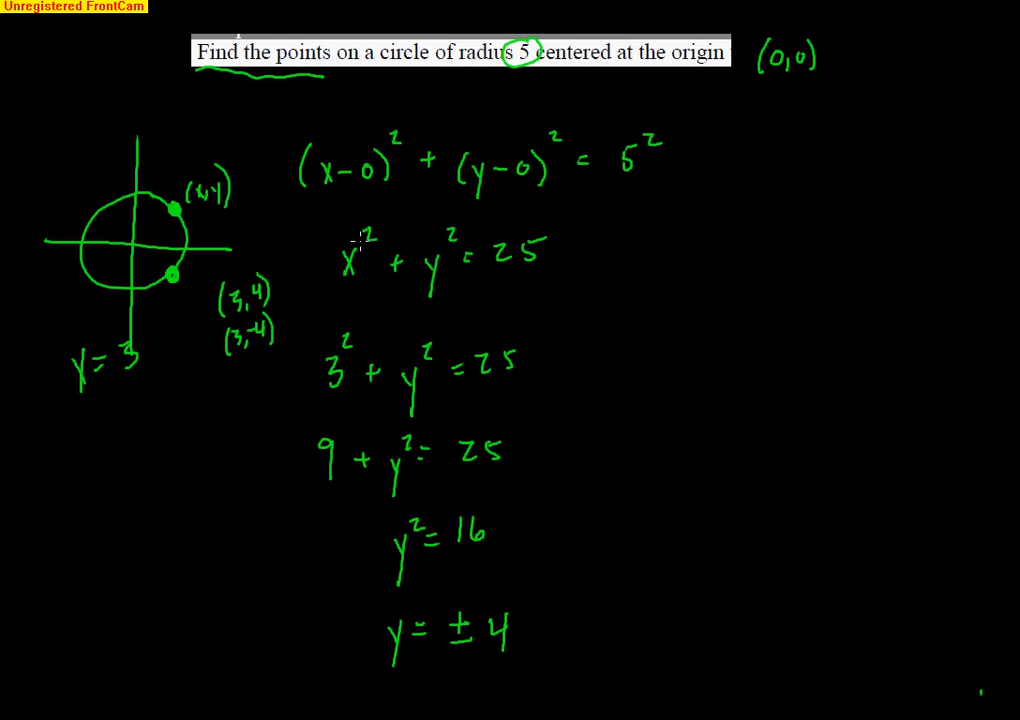 Unregistered FrontCam
Find the points on a circle of radius 5 centered at the origin
(0,0)
(x-0)² + (y-0)² = 5²
(x,y)
x² + y² = 25
(3,4)
(3,-4)
x = 3
3² + y² = 25
9 + y² = 25
y² = 16
y = ± 4